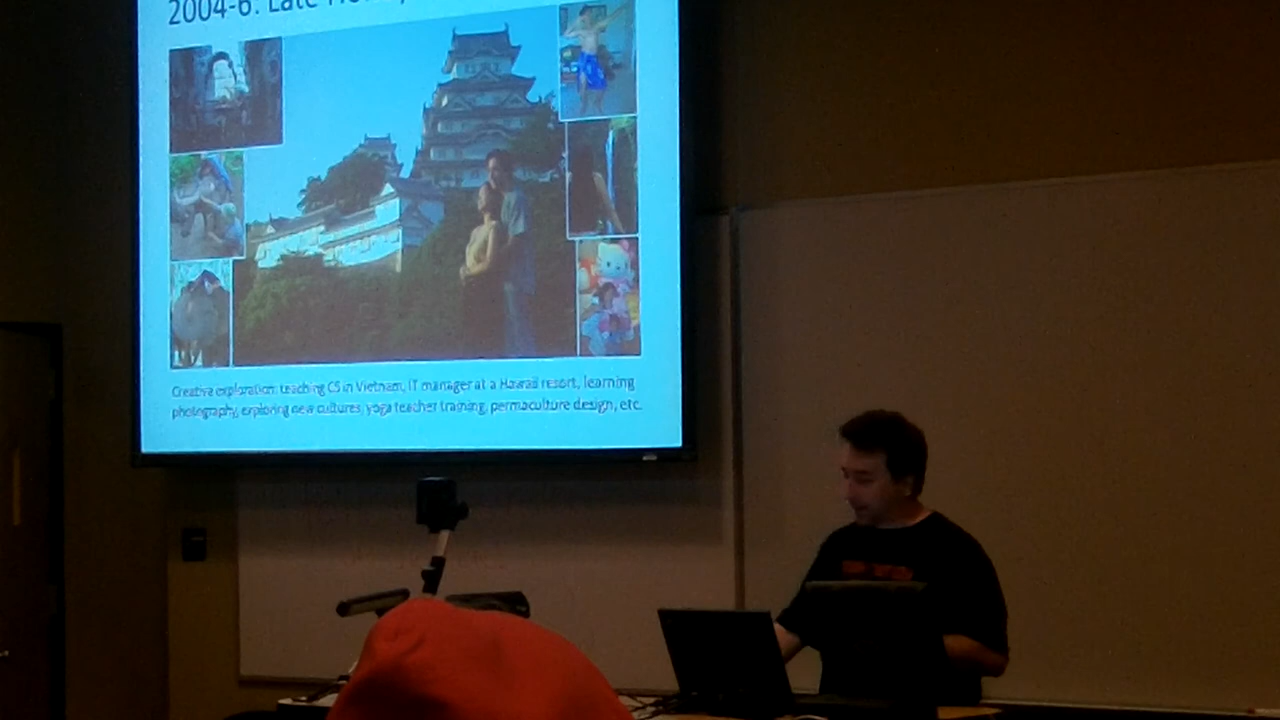 2004-6: Late
Creative exploration: teaching CS in Vietnam, IT manager at a Hawaii resort, learning
photography, exploring new cultures, yoga teacher training, permaculture design, etc.